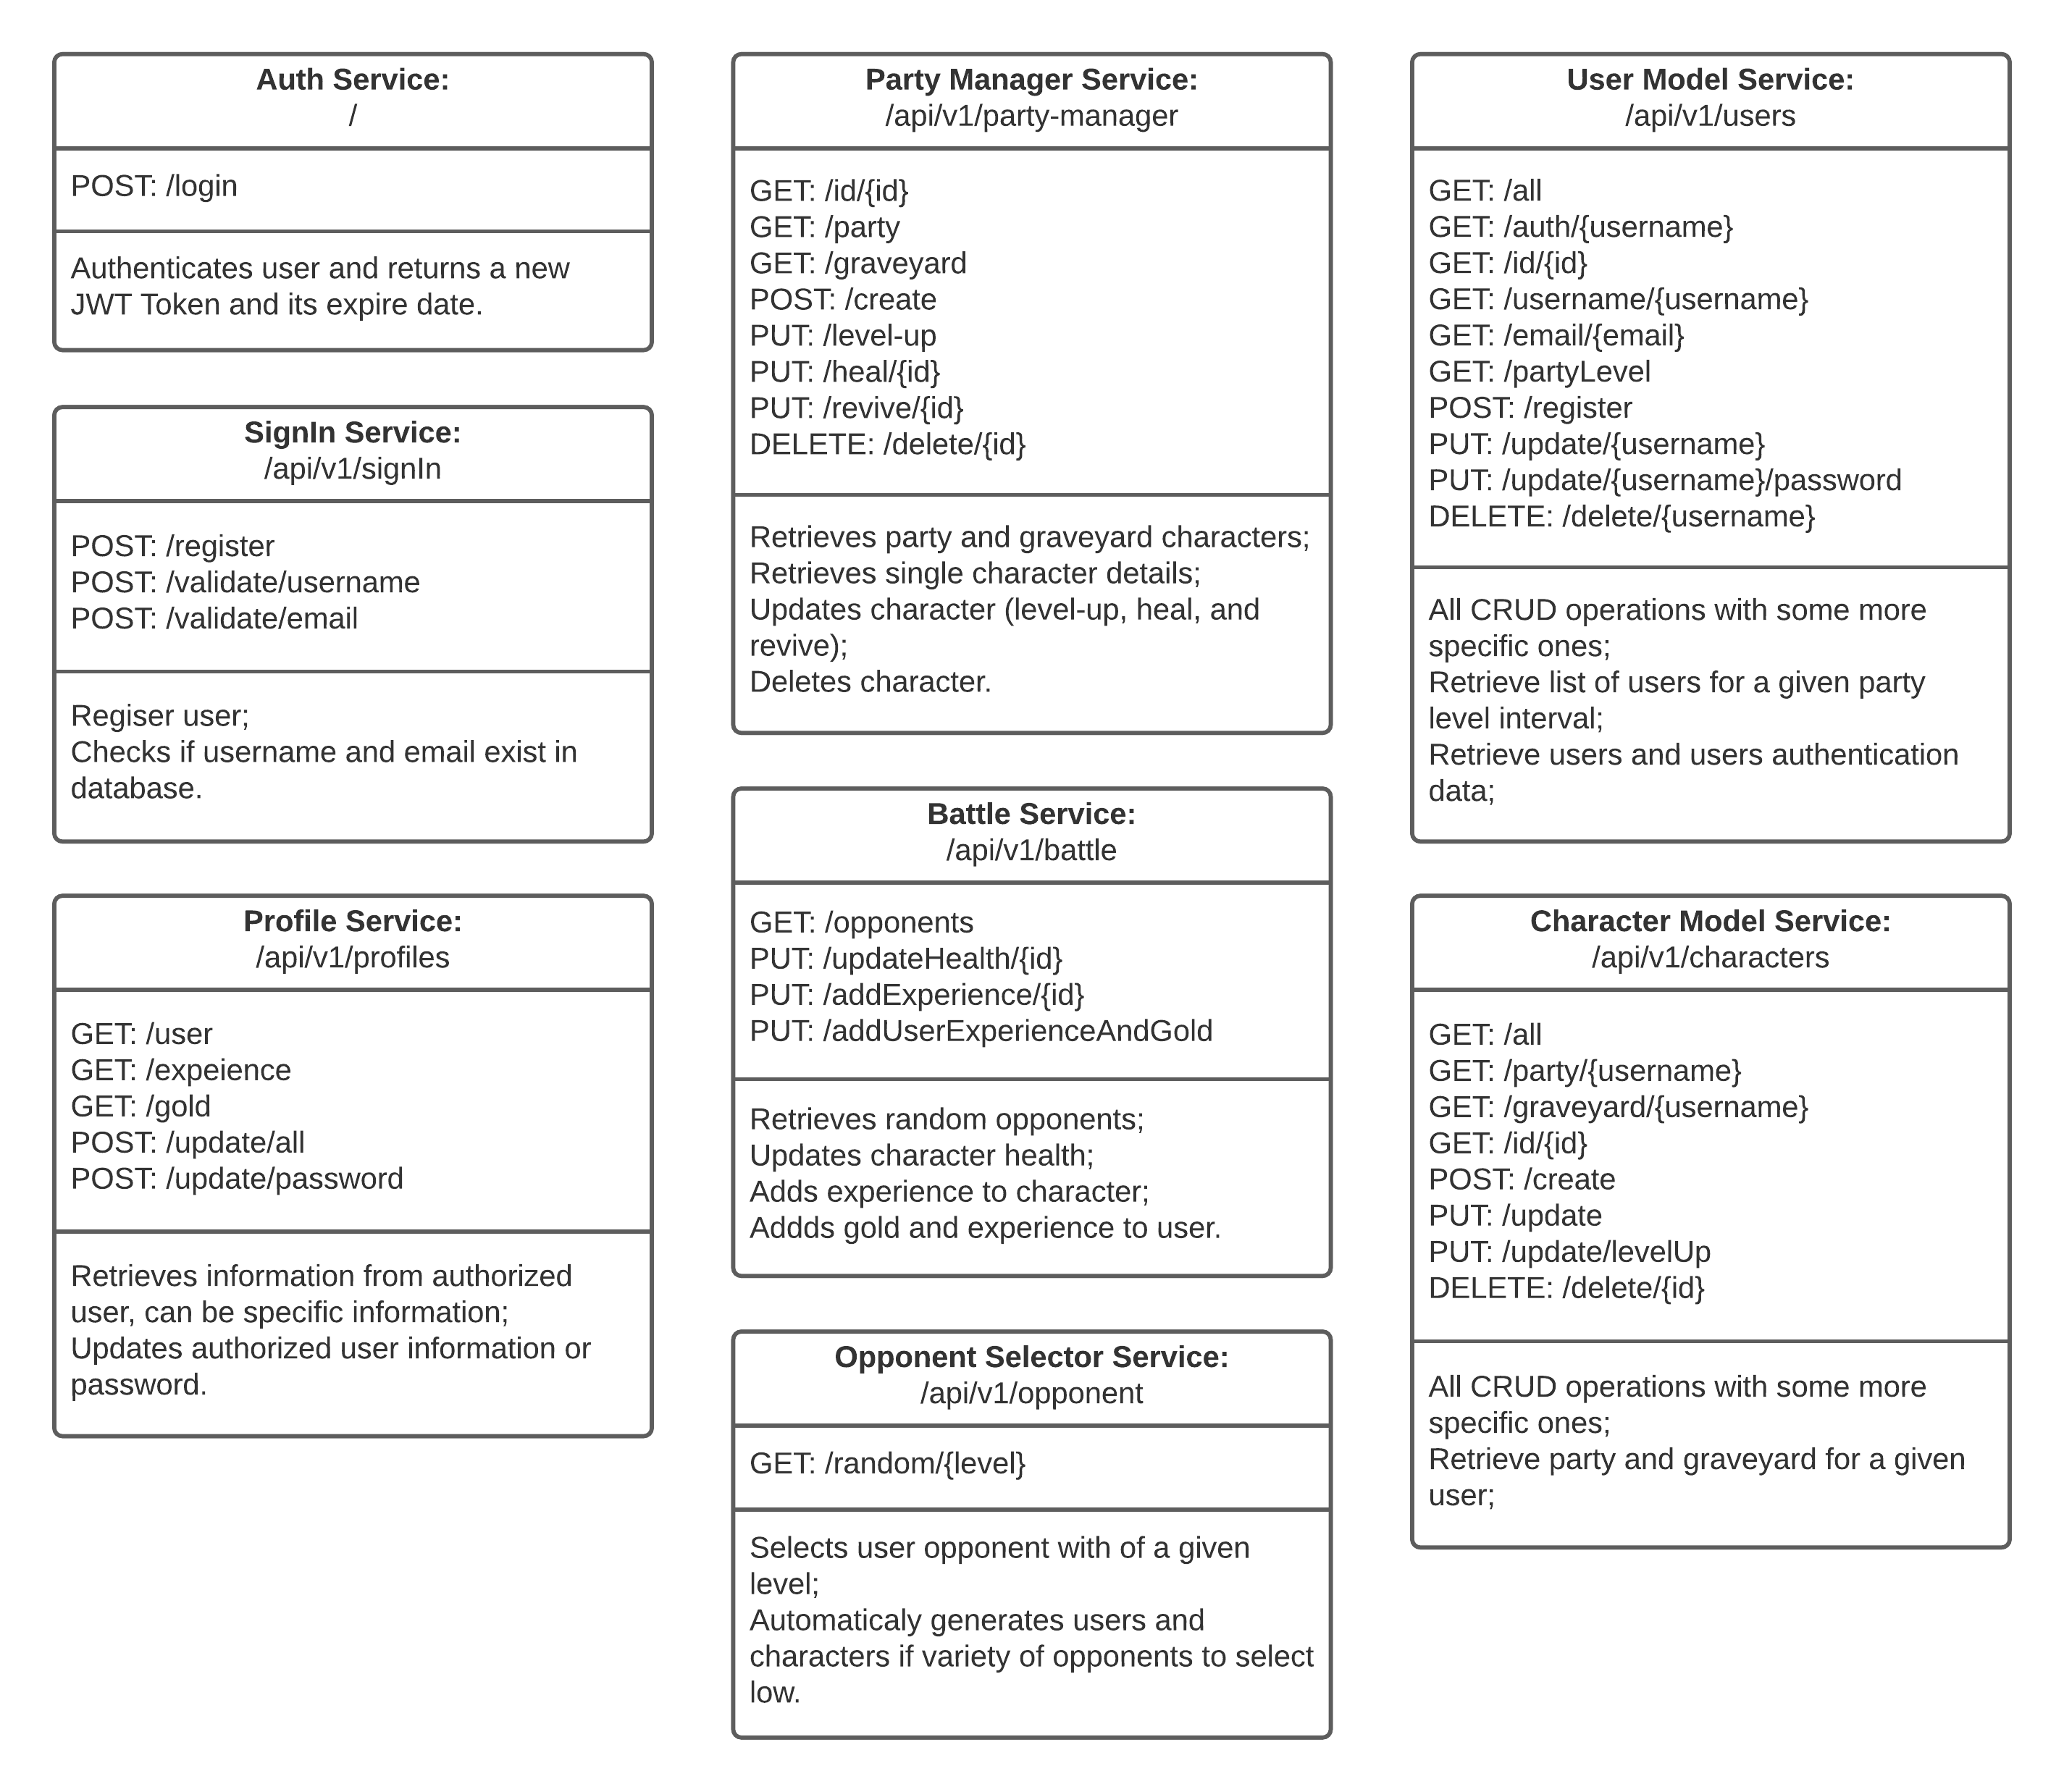 Auth Service:
/
POST: /login
Authenticates user and returns a new
JWT Token and its expire date.
SignIn Service:
/api/v1/signIn
POST: /register
POST: /validate/username
POST: /validate/email
Regiser user;
Checks if username and email exist in
database.
Profile Service:
/api/v1/profiles
GET: /user
GET: /expeience
GET: /gold
POST: /update/all
POST: /update/password
Retrieves information from authorized
user, can be specific information;
Updates authorized user information or
password.
Party Manager Service:
/api/v1/party-manager
GET: /id/{id}
GET: /party
GET: /graveyard
POST: /create
PUT: /level-up
PUT: /heal/{id}
PUT: /revive/{id}
DELETE: /delete/{id}
Retrieves party and graveyard characters;
Retrieves single character details;
Updates character (level-up, heal, and
revive);
Deletes character.
Battle Service:
/api/v1/battle
GET: /opponents
PUT: /updateHealth/{id}
PUT: /addExperience/{id}
PUT: /addUserExperienceAndGold
Retrieves random opponents;
Updates character health;
Adds experience to character;
Addds gold and experience to user.
Opponent Selector Service:
/api/v1/opponent
GET: /random/{level}
Selects user opponent with of a given
level;
Automaticaly generates users and
characters if variety of opponents to select
low.
User Model Service:
/api/v1/users
GET: /all
GET: /auth/{username}
GET: /id/{id}
GET: /username/{username}
GET: /email/{email}
GET: /partyLevel
POST: /register
PUT: /update/{username}
PUT: /update/{username}/password
DELETE: /delete/{username}
All CRUD operations with some more
specific ones;
Retrieve list of users for a given party
level interval;
Retrieve users and users authentication
data;
Character Model Service:
/api/v1/characters
GET: /all
GET: /party/{username}
GET: /graveyard/{username}
GET: /id/{id}
POST: /create
PUT: /update
PUT: /update/levelUp
DELETE: /delete/{id}
All CRUD operations with some more
specific ones;
Retrieve party and graveyard for a given
user;